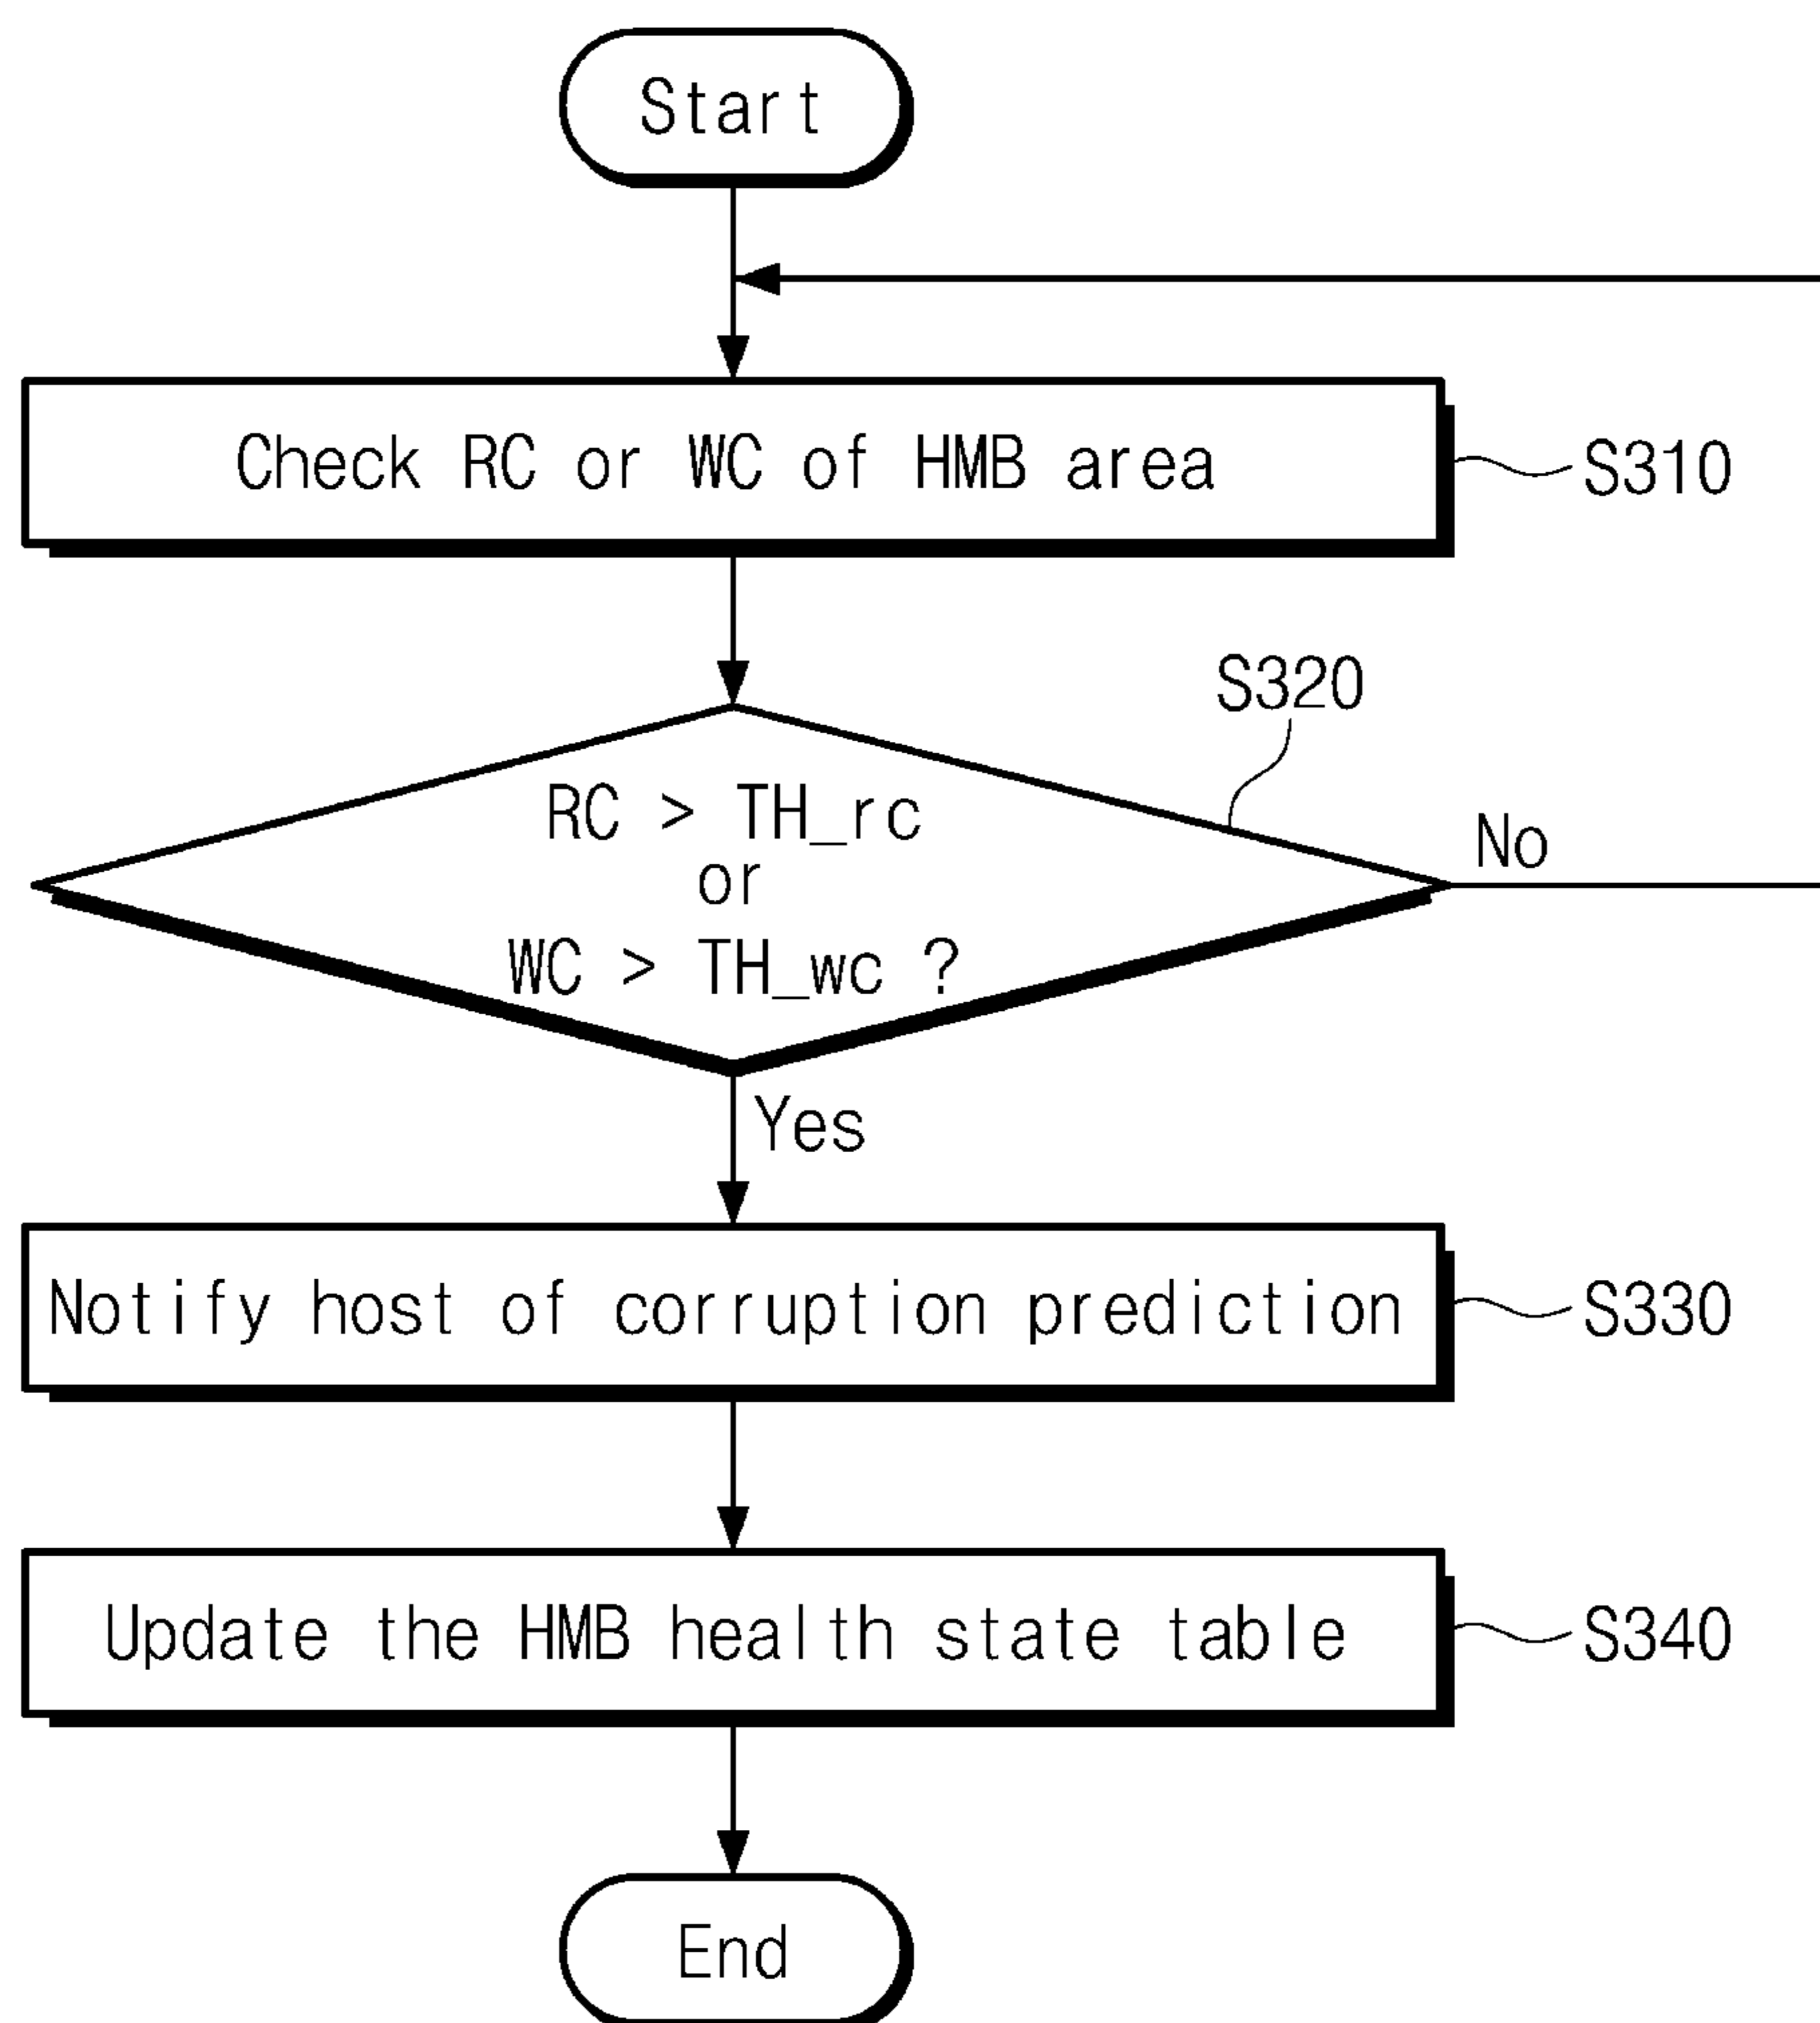 Start
Check RC or WC of HMB area
S310
S320
RC > TH_rc
or
WC > TH_wc ?
No
Yes
Notify host of corruption prediction
S330
Update the HMB health state table
S340
End